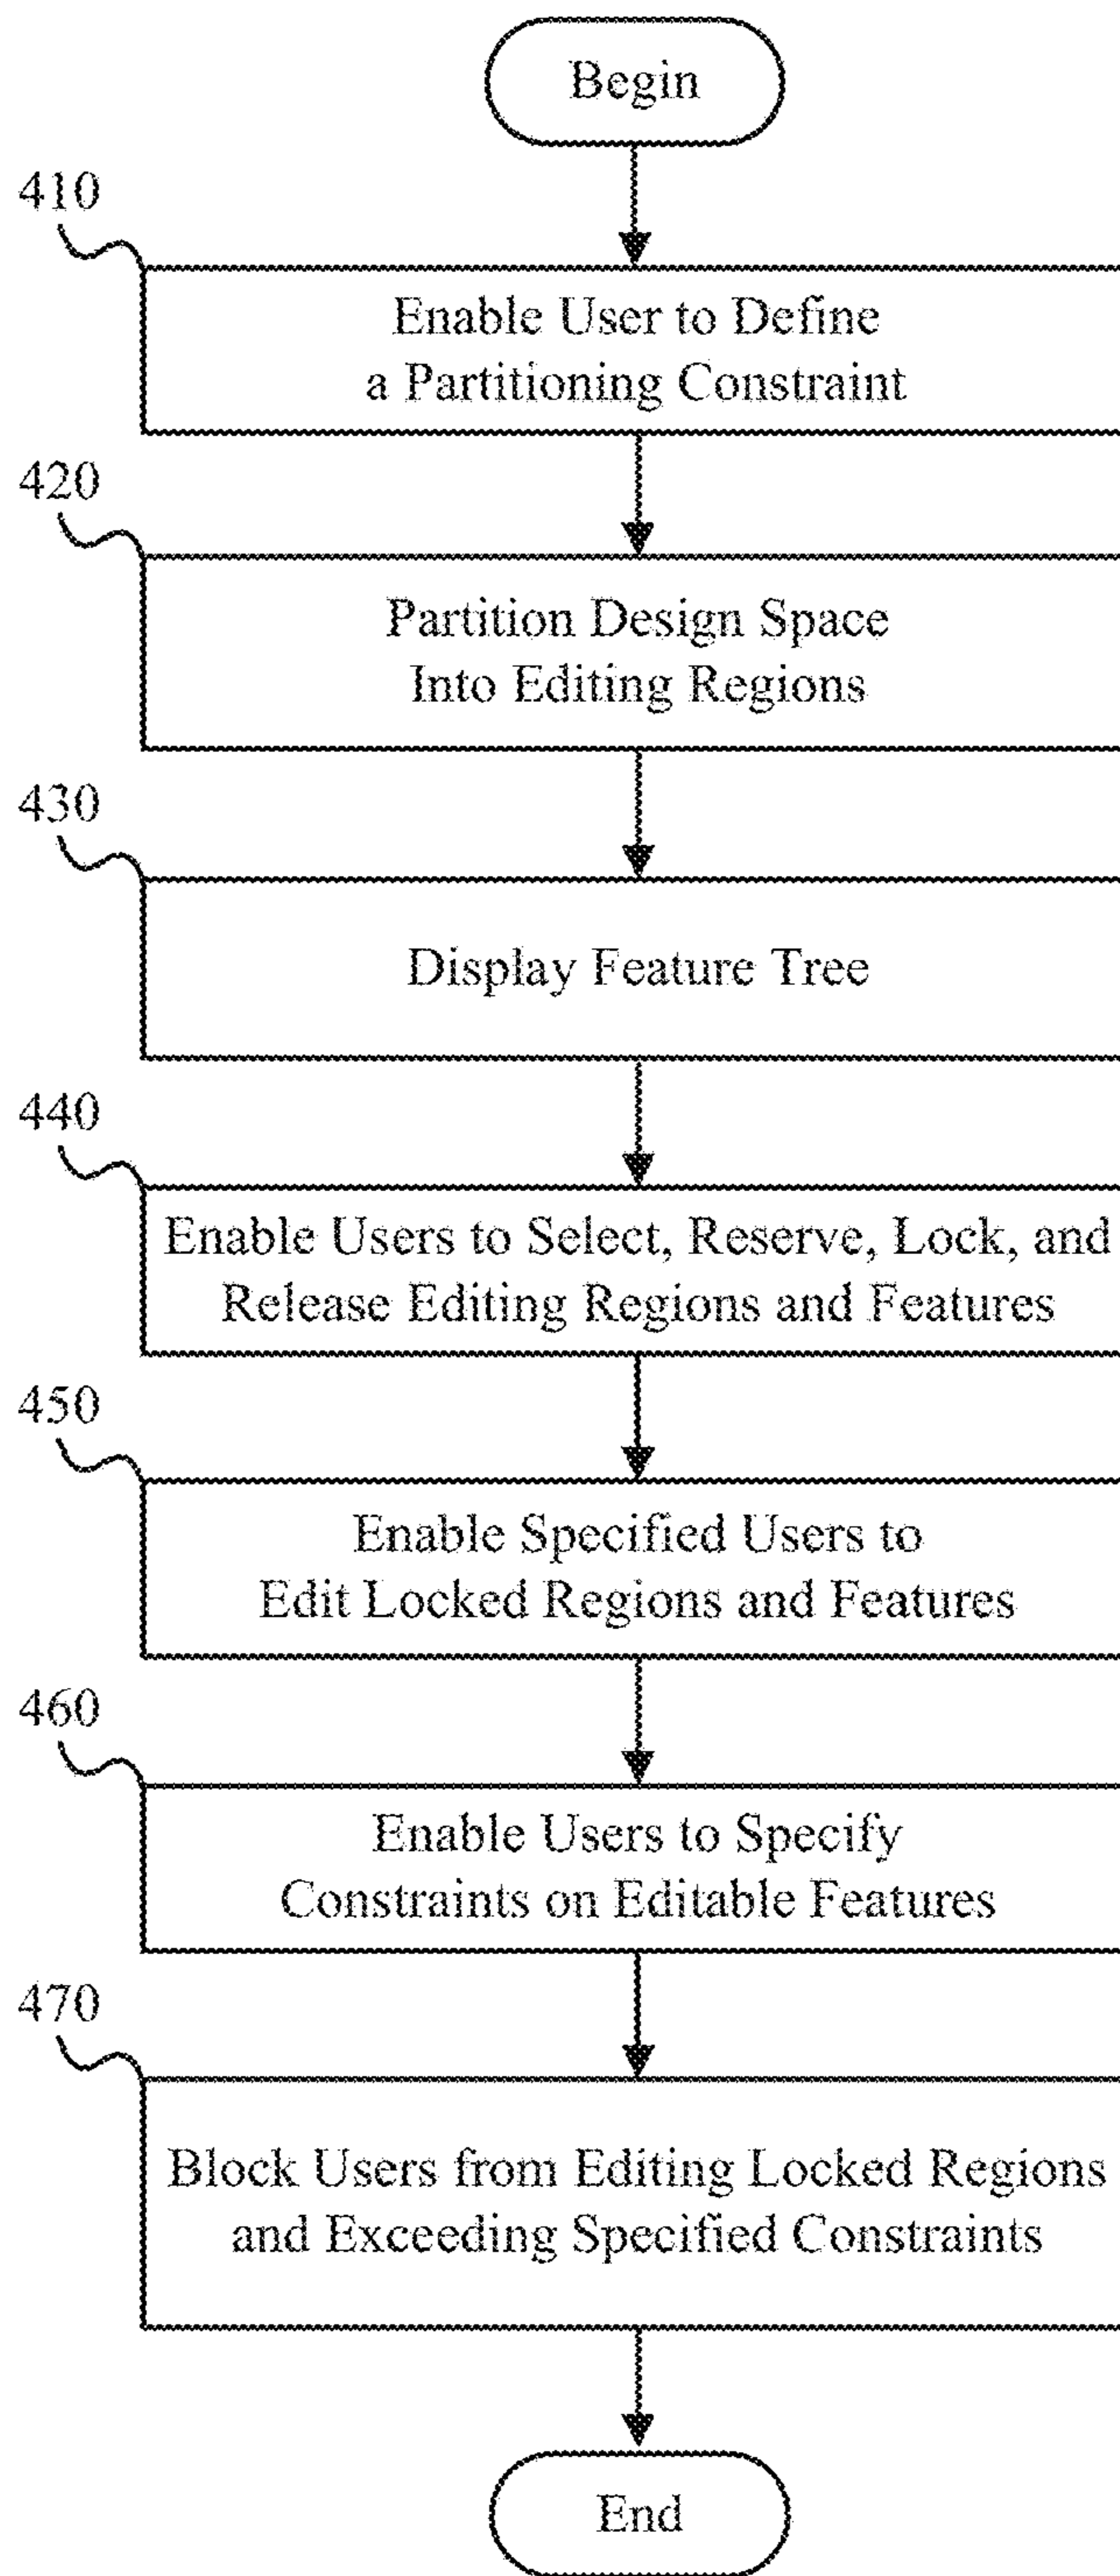 Begin
410
Enable User to Define
a Partitioning Constraint
420
Partition Design Space
Into Editing Regions
430
Display Feature Tree
440
Enable Users to Select, Reserve, Lock, and
Release Editing Regions and Features
450
Enable Specified Users to
Edit Locked Regions and Features
460
Enable Users to Specify
Constraints on Editable Features
470
Block Users from Editing Locked Regions
and Exceeding Specified Constraints
End